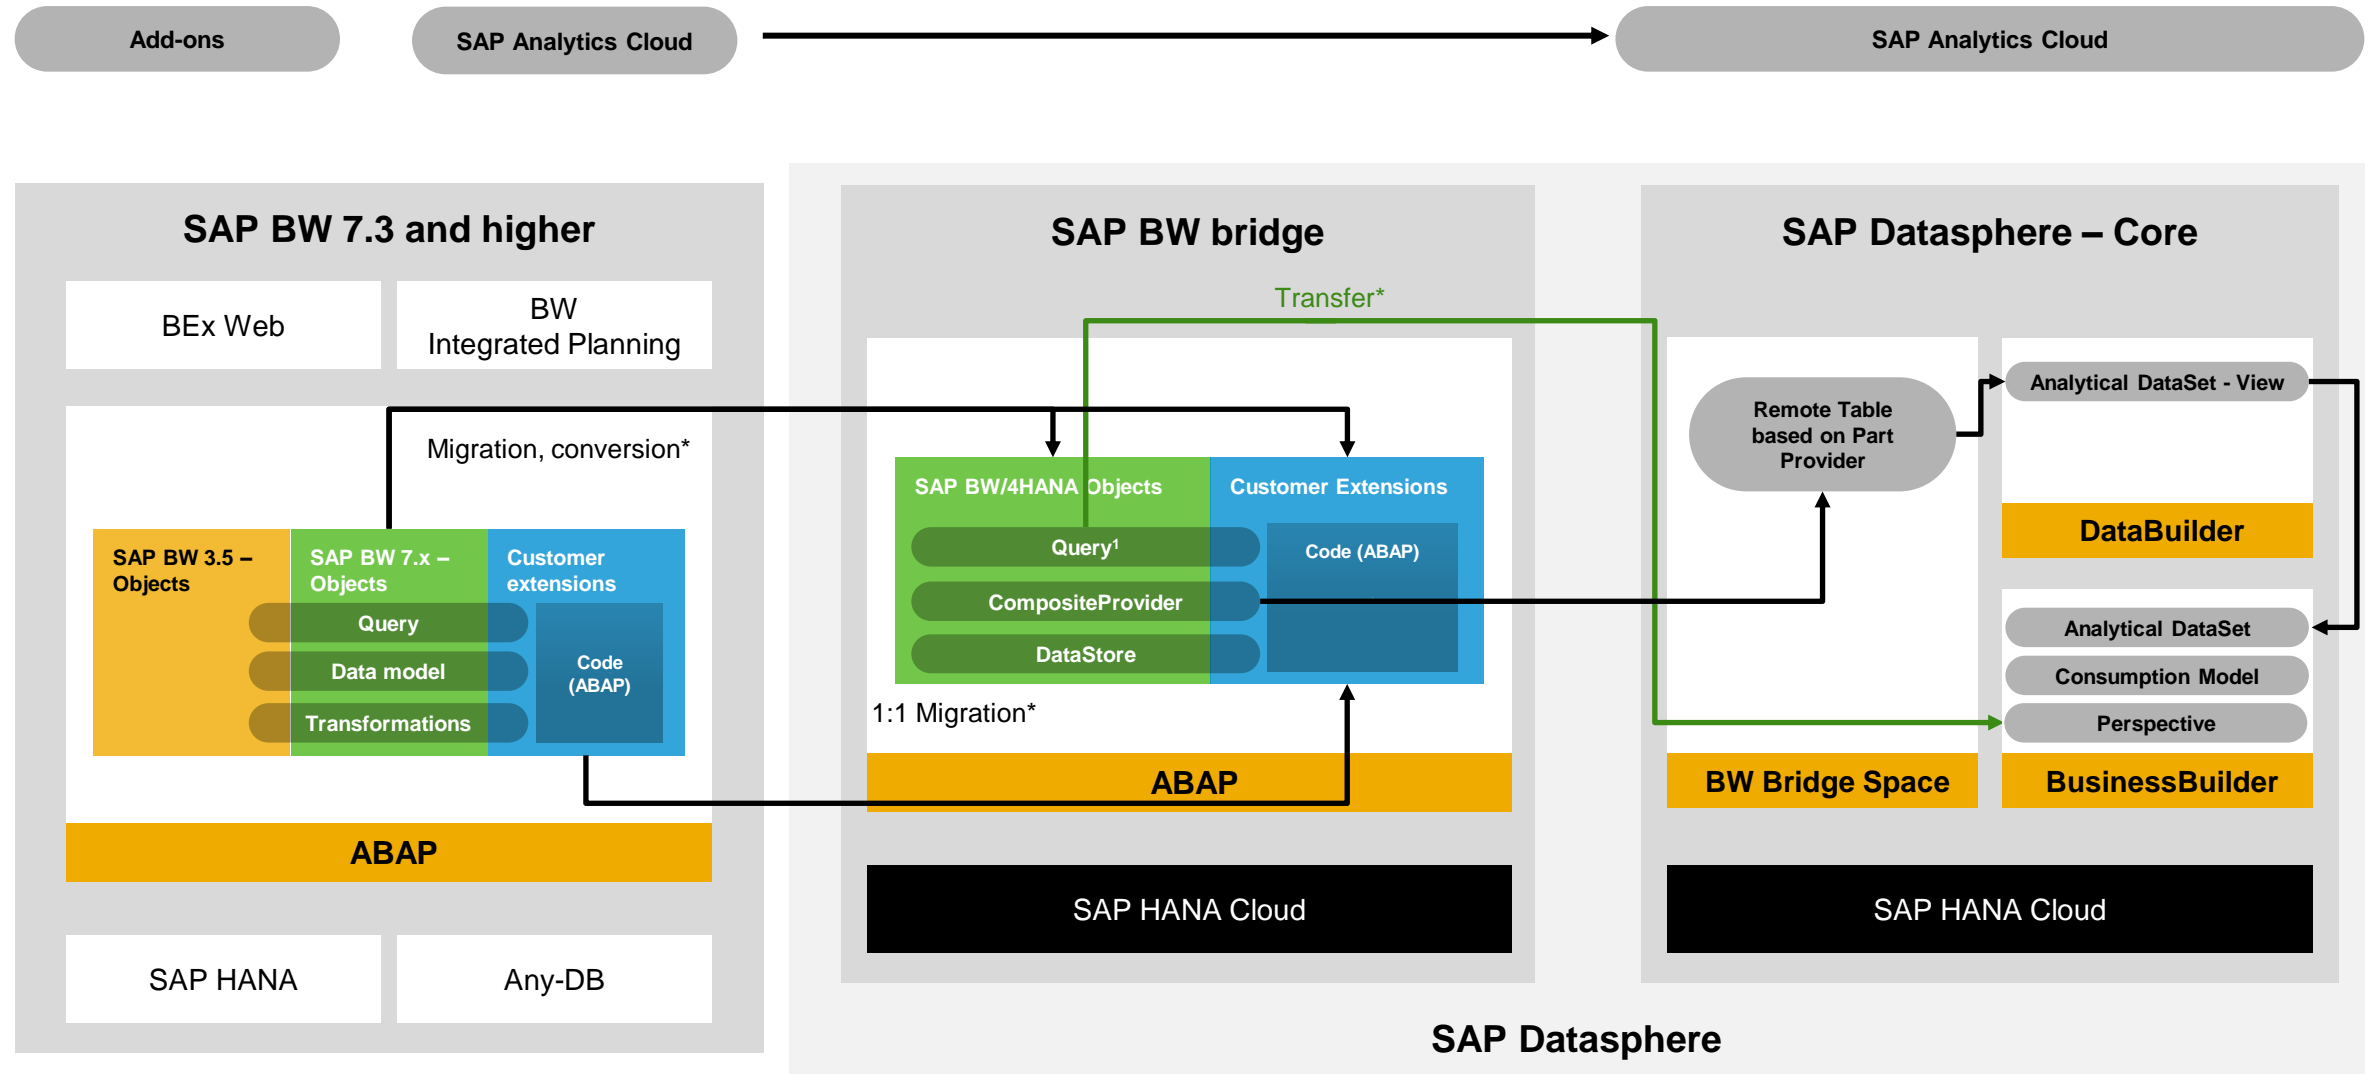 Add-ons
SAP Analytics Cloud
SAP Analytics Cloud
SAP BW 7.3 and higher
BEx Web
BW
Integrated Planning
Migration, conversion*
SAP BW 3.5 –
Objects
SAP BW 7.x –
Objects
Customer
extensions
Query
Data model
Transformations
Code
(ABAP)
ABAP
SAP HANA
Any-DB
SAP BW bridge
Transfer*
SAP BW/4HANA Objects
Customer Extensions
Query¹
CompositeProvider
DataStore
Code (ABAP)
1:1 Migration*
ABAP
SAP HANA Cloud
SAP Datasphere – Core
Remote Table
based on Part
Provider
Analytical DataSet - View
DataBuilder
Analytical DataSet
Consumption Model
Perspective
BW Bridge Space
BusinessBuilder
SAP HANA Cloud
SAP Datasphere